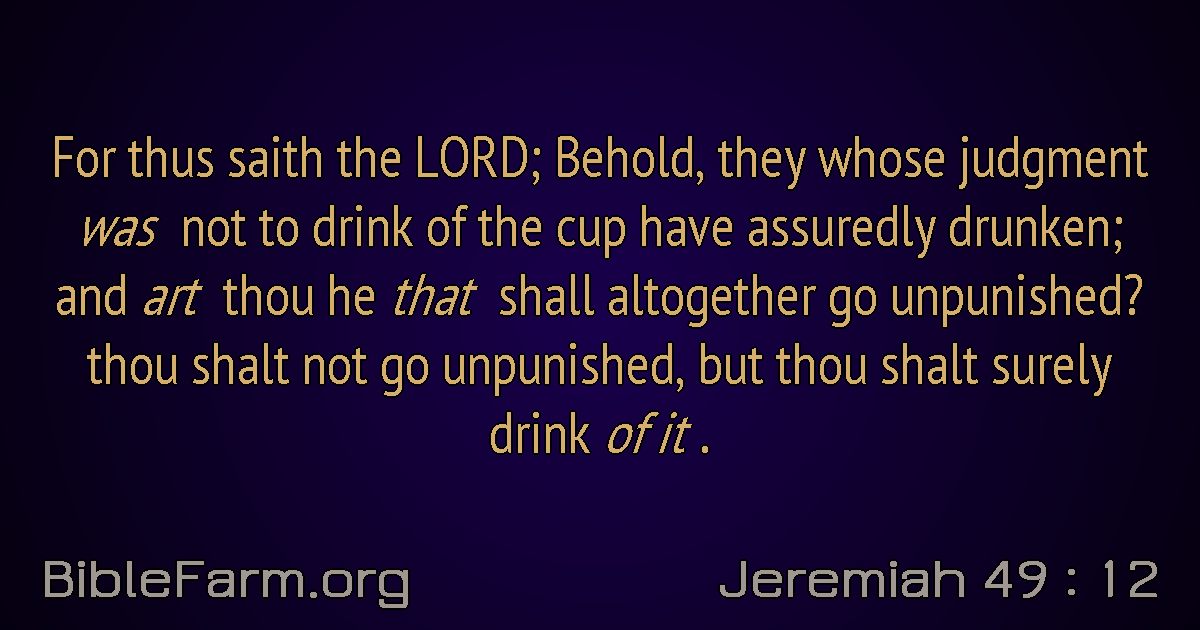 For thus saith the LORD; Behold, they whose judgment
was not to drink of the cup have assuredly drunken;
and art thou he that shall altogether go unpunished?
thou shalt not go unpunished, but thou shalt surely
drink of it .
BibleFarm.org
Jeremiah 49 : 12